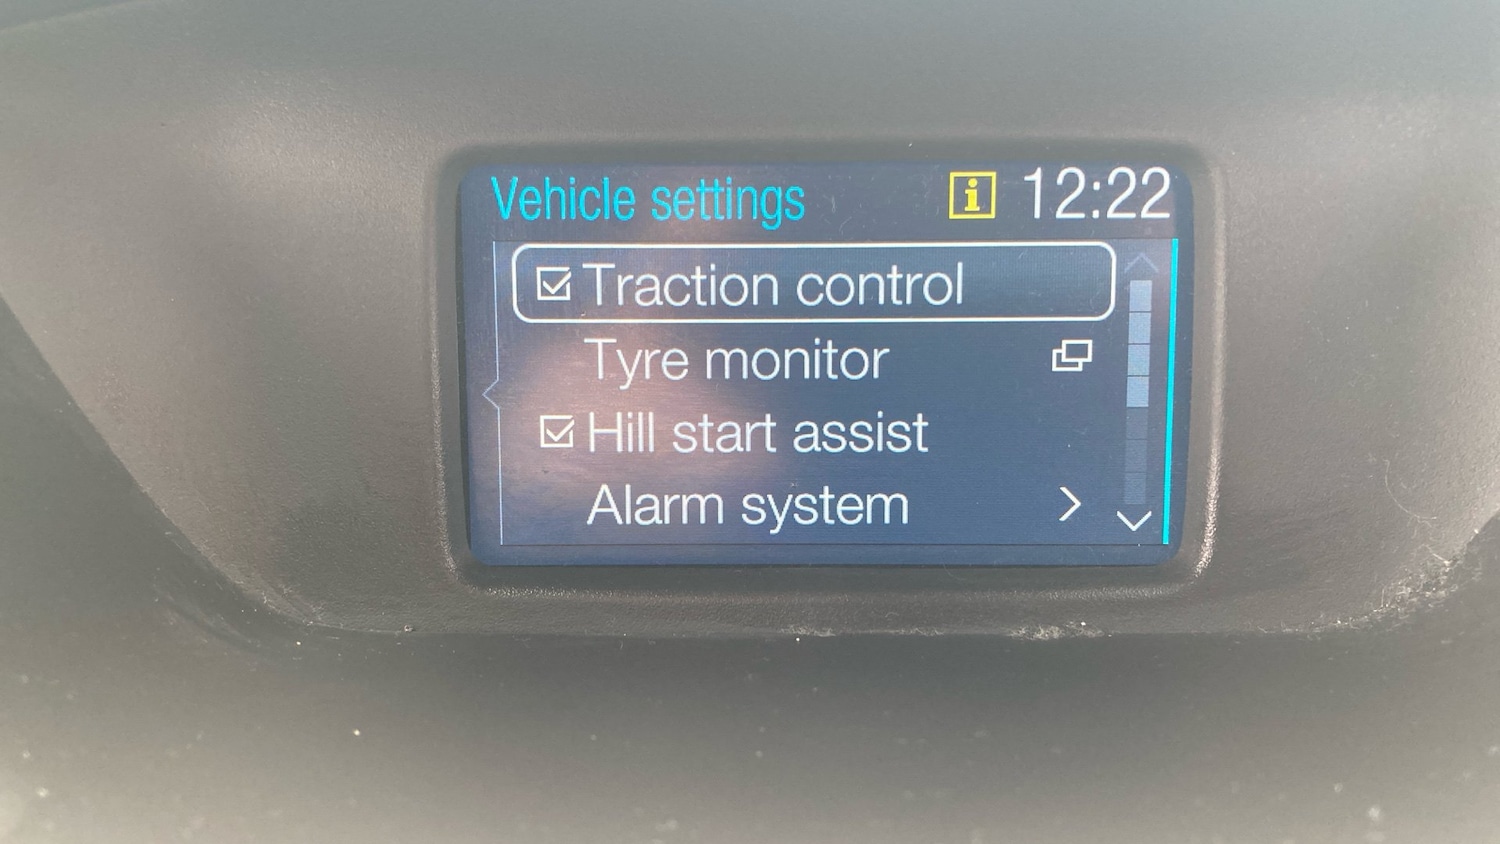 Vehicle settings i 12:22
Traction control
Tyre monitor
Hill start assist
Alarm system